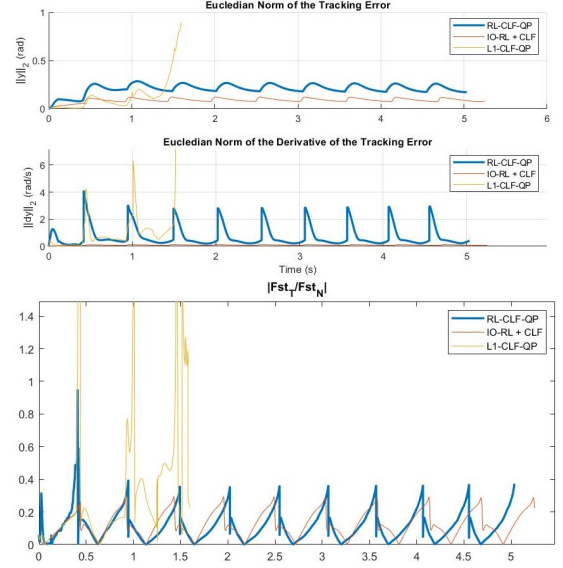 Eucledian Norm of the Tracking Error
||y||2 (rad)
1
0.5
0
RL-CLF-QP
IO-RL + CLF
L1-CLF-QP
0 1 2 3 4 5 6
Eucledian Norm of the Derivative of the Tracking Error
||dy||2 (rad/s)
6
4
2
0
RL-CLF-QP
IO-RL + CLF
L1-CLF-QP
0 1 2 3 4 5 6
Time (s)
|FstT/FstN|
1.4
1.2
1
0.8
0.6
0.4
0.2
0
RL-CLF-QP
IO-RL + CLF
L1-CLF-QP
0 0.5 1 1.5 2 2.5 3 3.5 4 4.5 5